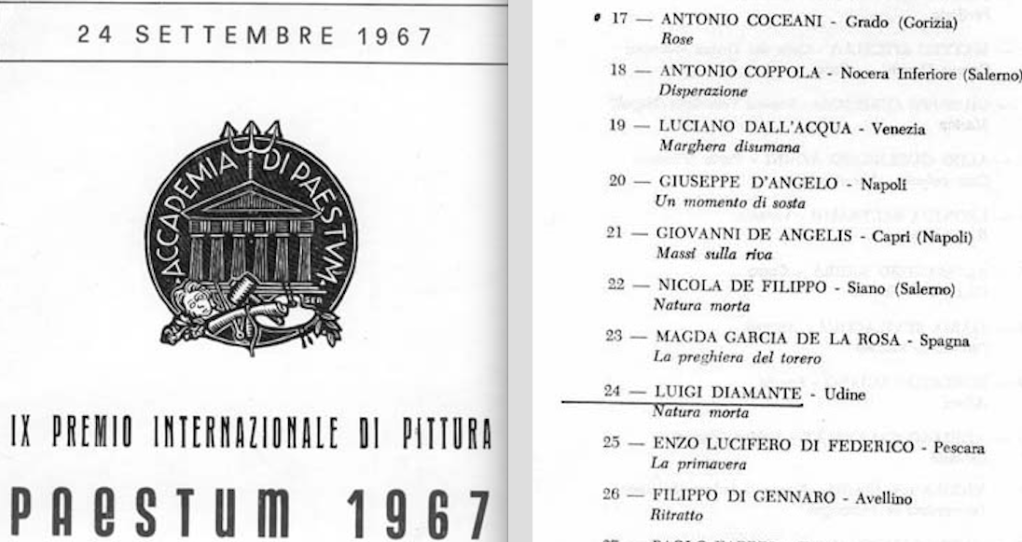 24 SETTEMBRE 1967
ACCADEMIA DI PAESTVM
SER
IX PREMIO INTERNAZIONALE DI PITTURA
PAESTUM 1967
17 — ANTONIO COCEANI - Grado (Gorizia)
Rose
18 — ANTONIO COPPOLA - Nocera Inferiore (Salerno)
Disperazione
19 — LUCIANO DALL'ACQUA - Venezia
Marghera disumana
20 — GIUSEPPE D'ANGELO - Napoli
Un momento di sosta
21 — GIOVANNI DE ANGELIS - Capri (Napoli)
Massi sulla riva
22 — NICOLA DE FILIPPO - Siano (Salerno)
Natura morta
23 — MAGDA GARCIA DE LA ROSA - Spagna
La preghiera del torero
24 — LUIGI DIAMANTE - Udine
Natura morta
25 — ENZO LUCIFERO DI FEDERICO - Pescara
La primavera
26 — FILIPPO DI GENNARO - Avellino
Ritratto